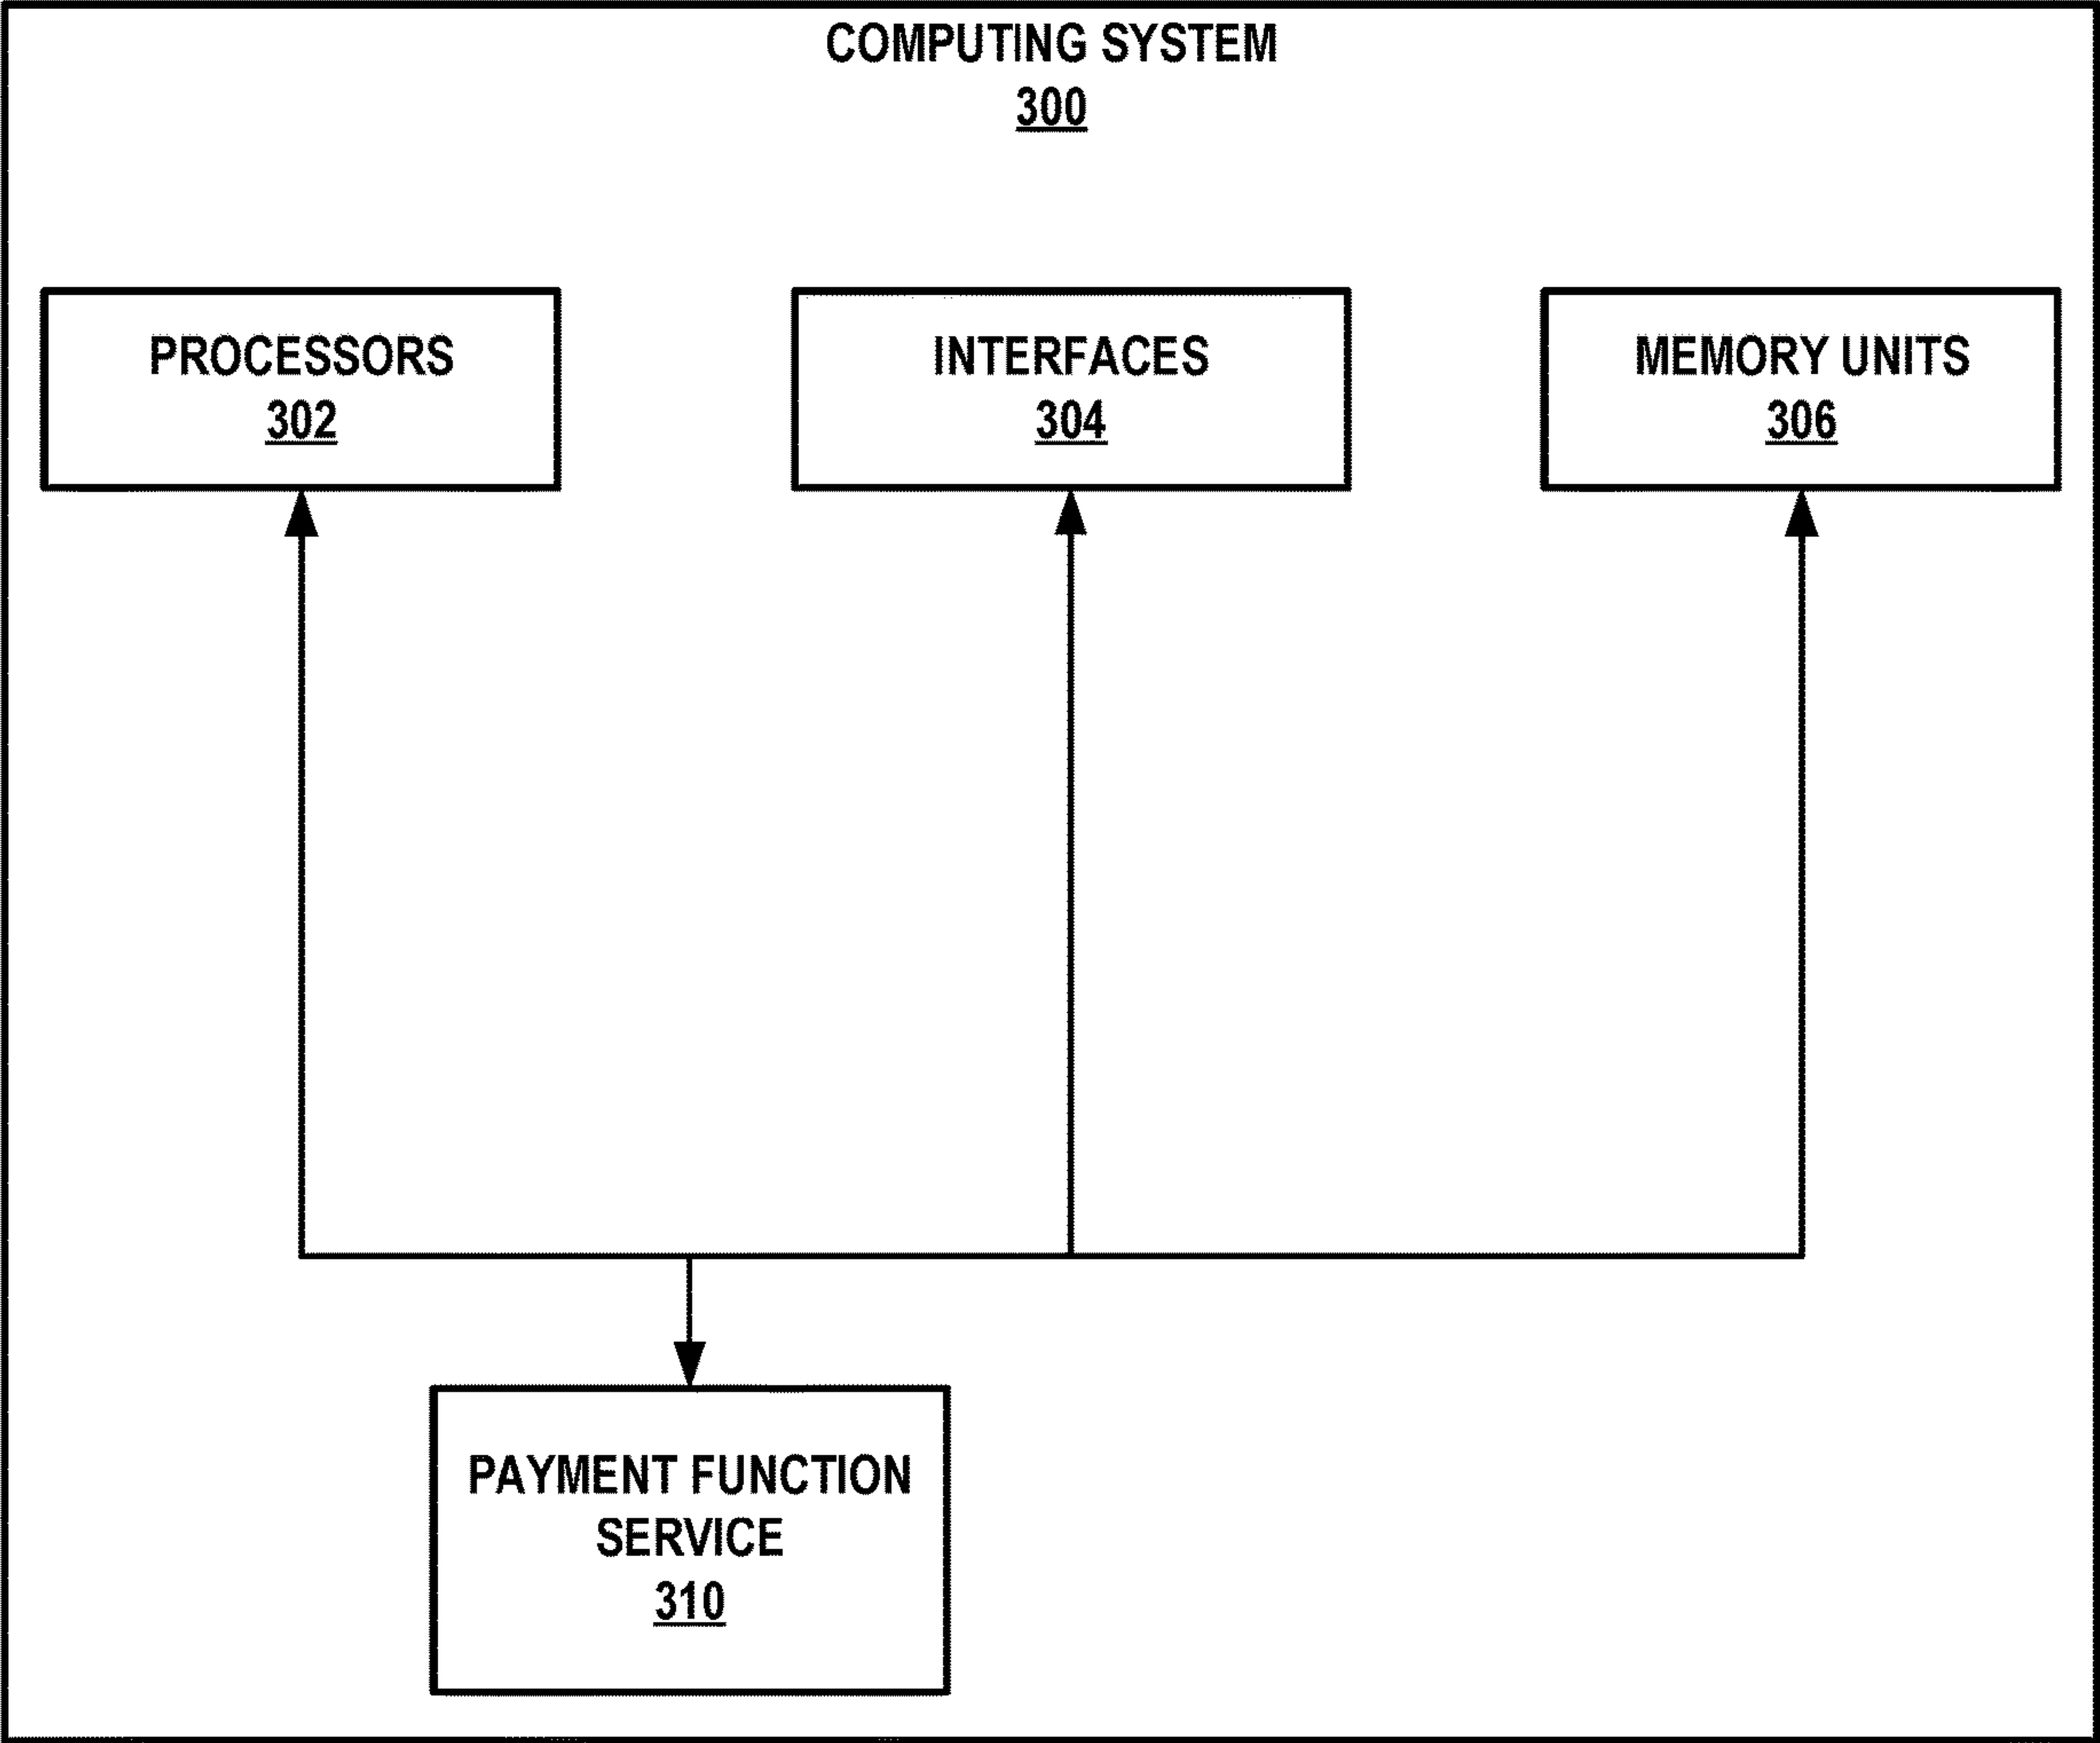 COMPUTING SYSTEM
300
PROCESSORS
302
INTERFACES
304
MEMORY UNITS
306
PAYMENT FUNCTION
SERVICE
310